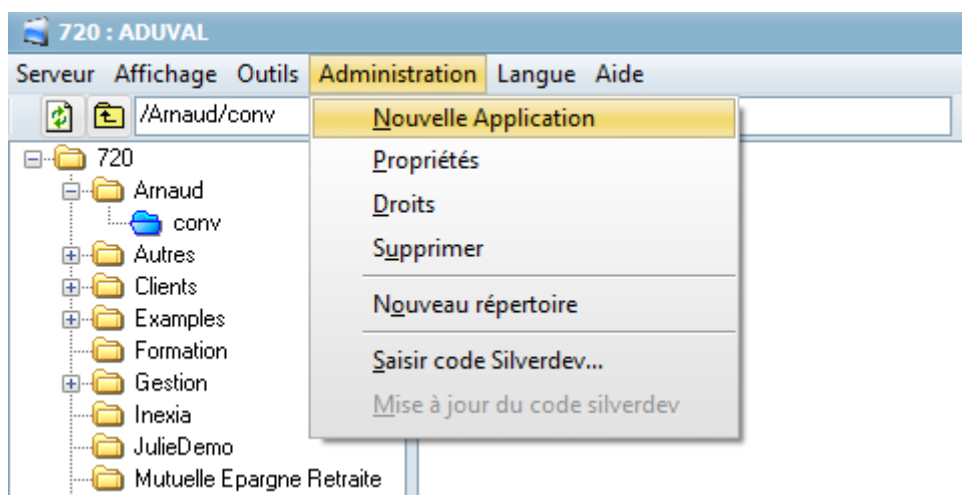 720 : ADUVAL
Serveur Affichage Outils Administration Langue Aide
/Arnaud/conv
Nouvelle Application
Propriétés
Droits
Supprimer
Nouveau répertoire
Saisir code Silverdev...
Mise à jour du code silverdev
720
Arnaud
conv
Autres
Clients
Examples
Formation
Gestion
Inexia
JulieDemo
Mutuelle Epargne Retraite